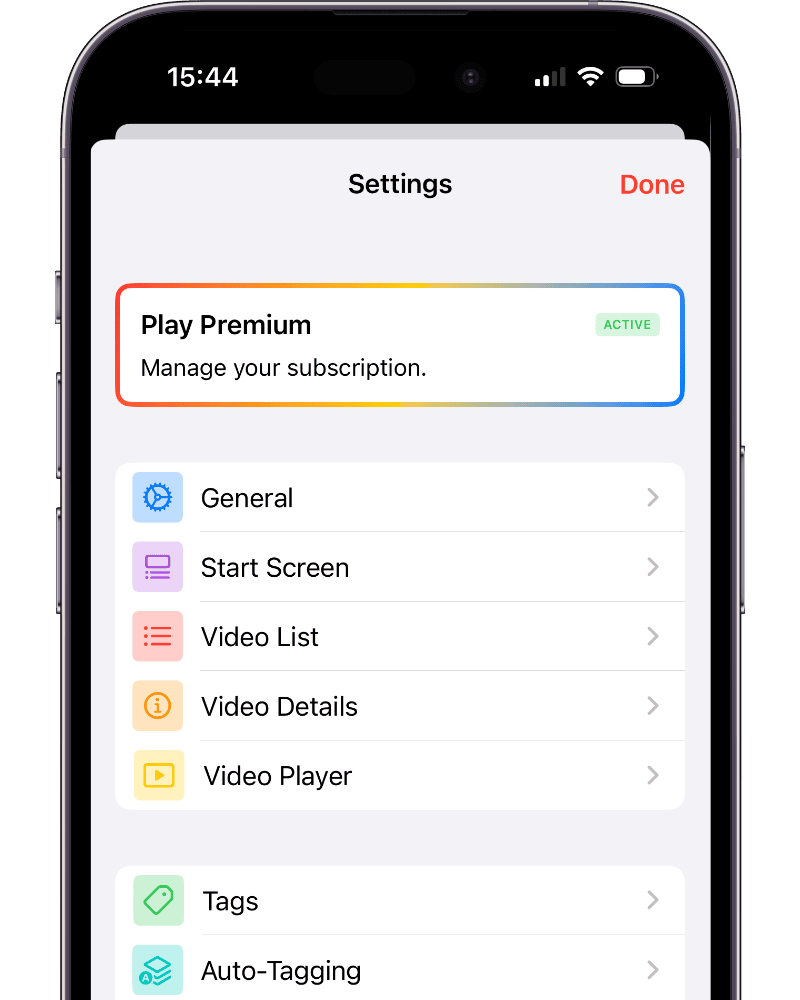 15:44
Settings
Done
Play Premium
ACTIVE
Manage your subscription.
General
Start Screen
Video List
Video Details
Video Player
Tags
A
Auto-Tagging